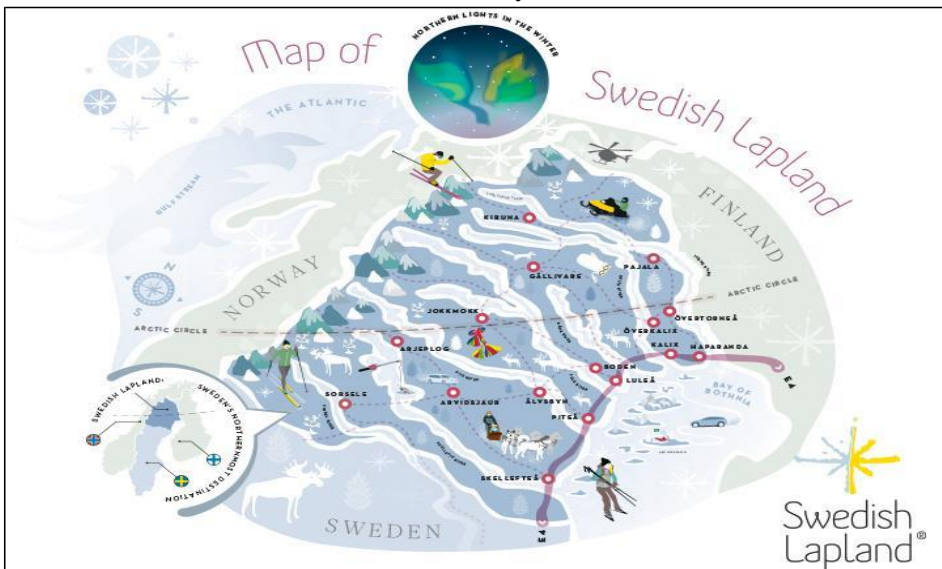 NORTHERN LIGHTS IN THE WINTER
Map of
Swedish Lapland
THE ATLANTIC
GULFSTREAM
N
S
NORWAY
FINLAND
KIRUNA
GÄLLIVARE
PAJALA
ARCTIC CIRCLE
ARCTIC CIRCLE
JOKKMOKK
ÖVERTORNEÅ
ÖVERKALIX
ARJEPLOG
KALIX
HAPARANDA
BODEN
LULEÅ
E4
SORSELE
ARVIDSJAUR
ÄLVSBYN
PITEÅ
BAY OF
BOTHNIA
SWEDISH LAPLAND:
SWEDEN'S NORTHERNMOST DESTINATION
SKELLEFTEÅ
E4
SWEDEN
Swedish
Lapland®